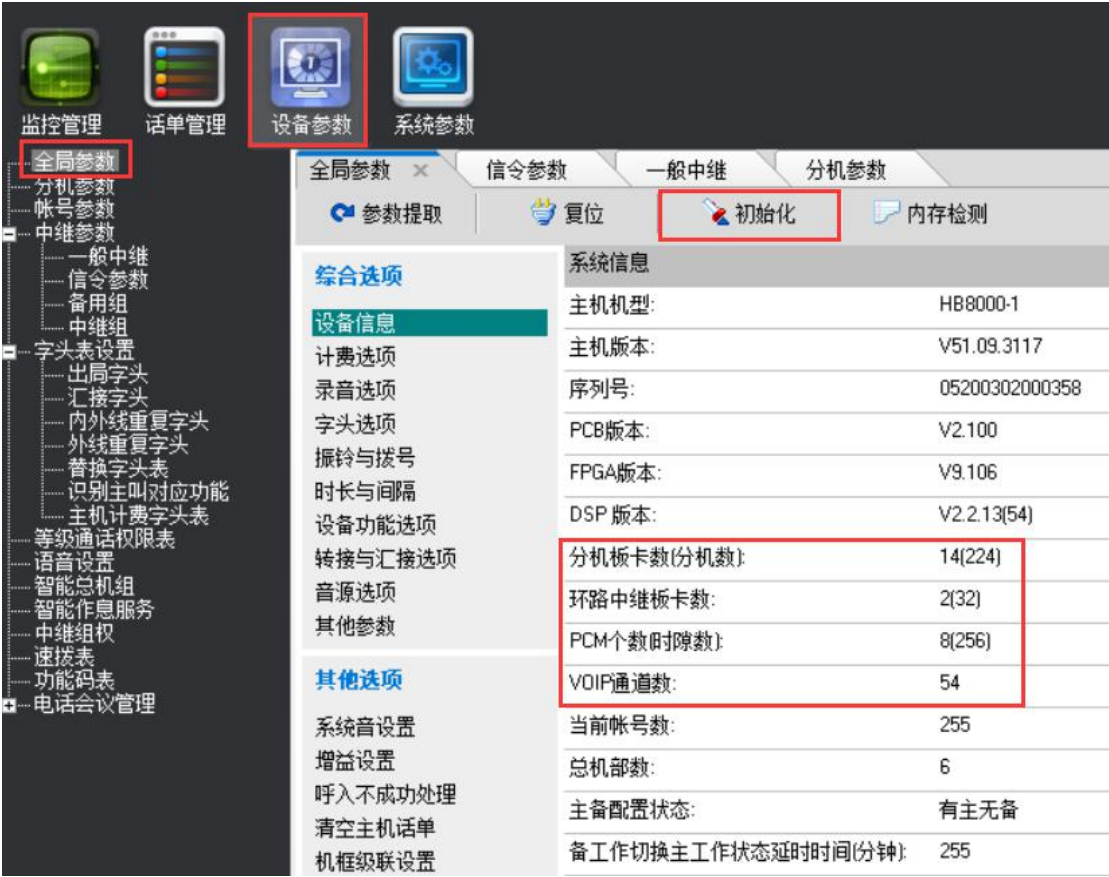 监控管理
话单管理
设备参数
系统参数
全局参数
分机参数
帐号参数
中继参数
一般中继
信令参数
备用组
中继组
字头表设置
出局字头
汇接字头
内外线重复字头
外线重复字头
替换字头表
识别主叫对应功能
主机计费字头表
等级通话权限表
语音设置
智能总机组
智能作息服务
中继组权
速拨表
功能码表
电话会议管理
全局参数 × 信令参数 一般中继 分机参数
参数提取 复位 初始化 内存检测
综合选项
设备信息
计费选项
录音选项
字头选项
振铃与拨号
时长与间隔
设备功能选项
转接与汇接选项
音源选项
其他参数
其他选项
系统音设置
增益设置
呼入不成功处理
清空主机话单
机框级联设置
系统信息
主机机型: HB8000-1
主机版本: V51.09.3117
序列号: 05200302000358
PCB版本: V2.100
FPGA版本: V9.106
DSP版本: V2.2.13(54)
分机板卡数(分机数): 14(224)
环路中继板卡数: 2(32)
PCM个数(时隙数): 8(256)
VOIP通道数: 54
当前帐号数: 255
总机部数: 6
主备配置状态: 有主无备
备工作切换主工作状态延时时间(分钟): 255